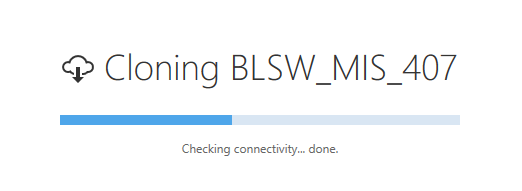 Cloning BLSW_MIS_407
Checking connectivity... done.